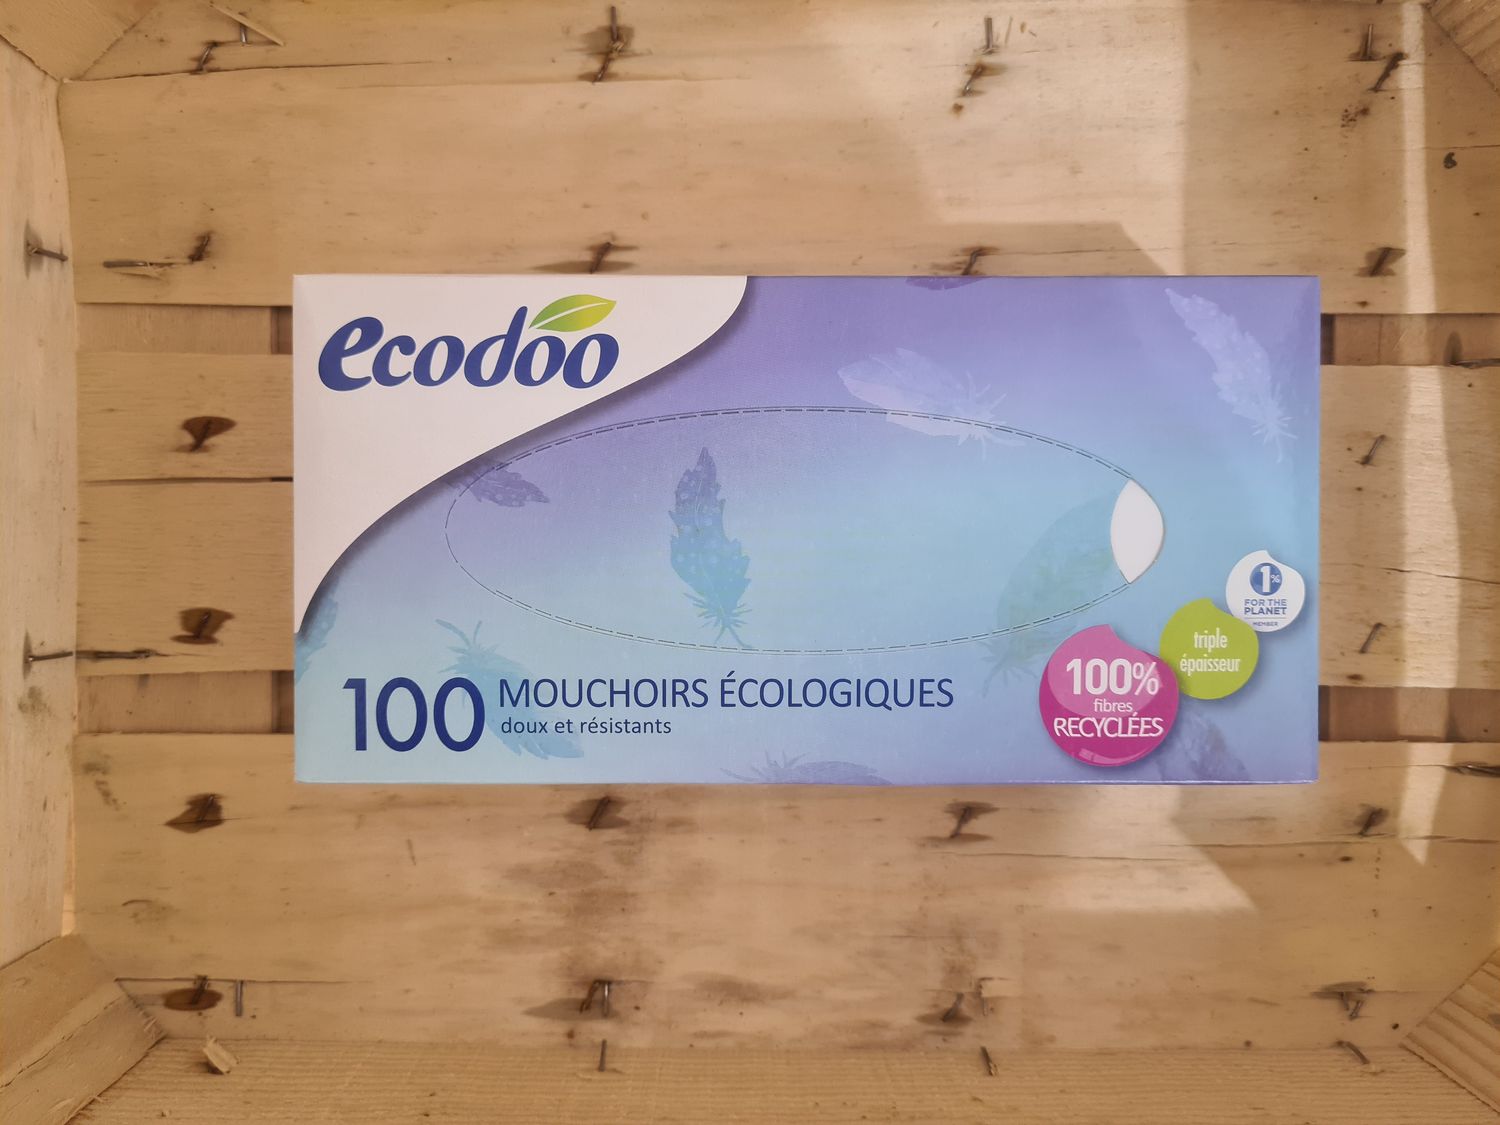 ecodoo
100 MOUCHOIRS ÉCOLOGIQUES
doux et résistants
100%
fibres
RECYCLÉES
triple
épaisseur
1%
FOR THE
PLANET
MEMBER